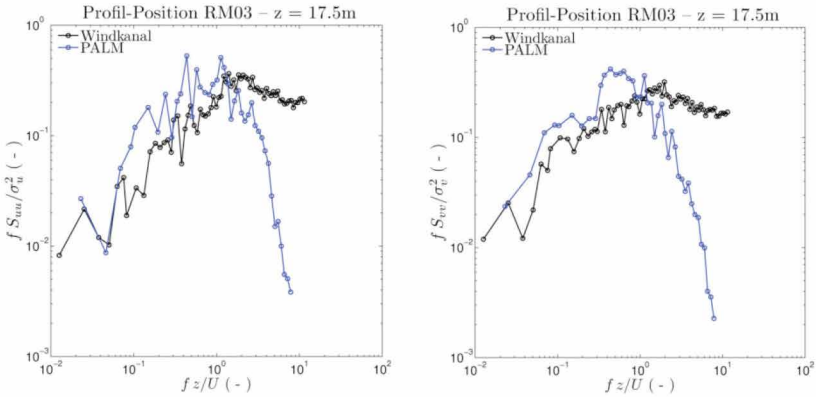 Profil-Position RM03 – z = 17.5m
Windkanal
PALM
10^0
10^-1
10^-2
10^-3
f S_uu/σ_u^2 ( - )
10^-2 10^-1 10^0 10^1 10^2
f z/U ( - )
Profil-Position RM03 – z = 17.5m
Windkanal
PALM
10^0
10^-1
10^-2
10^-3
f S_vv/σ_v^2 ( - )
10^-2 10^-1 10^0 10^1 10^2
f z/U ( - )